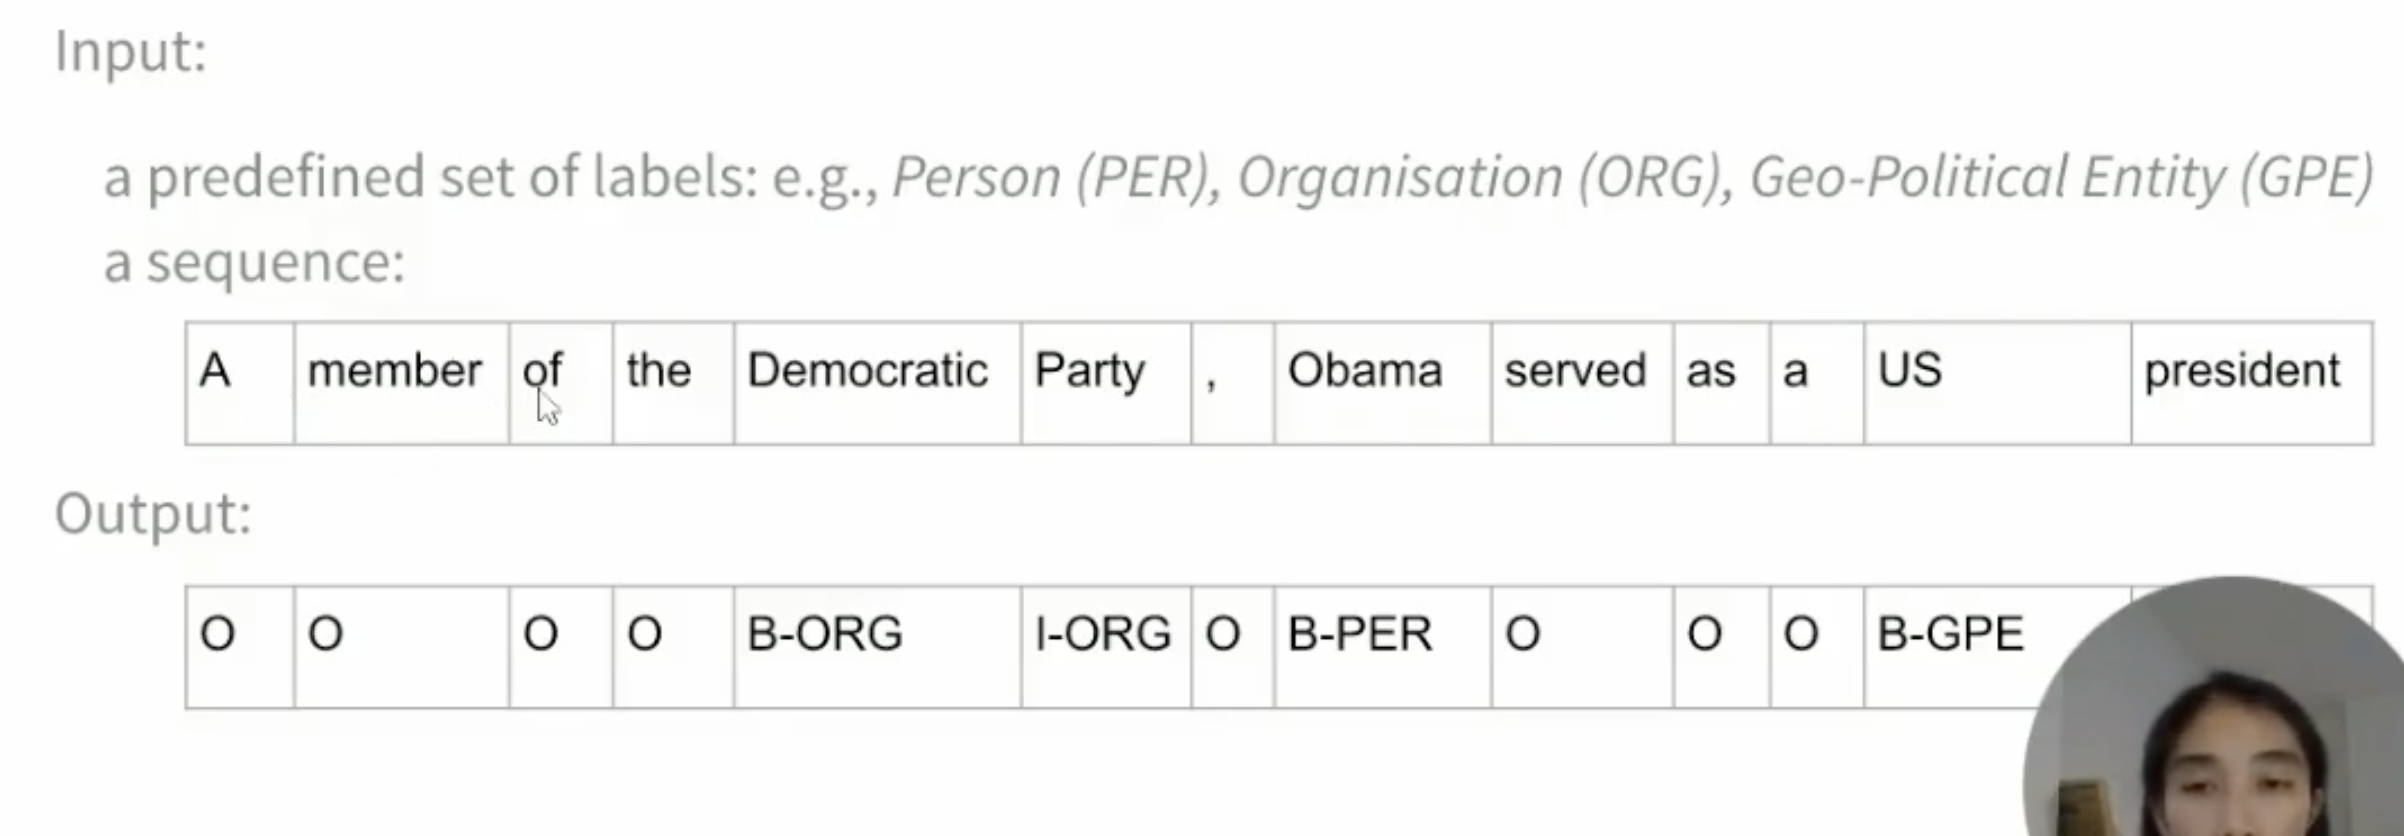 Input:
a predefined set of labels: e.g., Person (PER), Organisation (ORG), Geo-Political Entity (GPE)
a sequence:
A member of the Democratic Party , Obama served as a US president
Output:
O O O O B-ORG I-ORG O B-PER O O O B-GPE